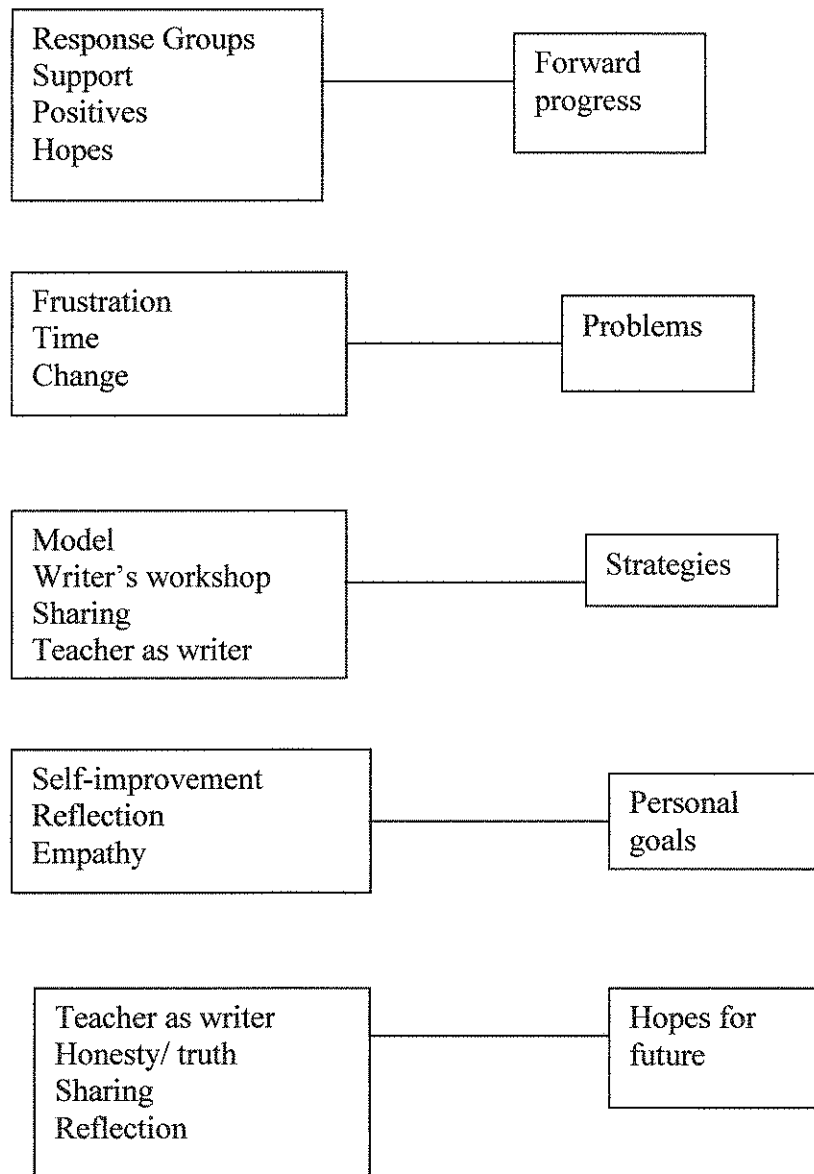 Response Groups
Support
Positives
Hopes
Forward
progress
Frustration
Time
Change
Problems
Model
Writer's workshop
Sharing
Teacher as writer
Strategies
Self-improvement
Reflection
Empathy
Personal
goals
Teacher as writer
Honesty/ truth
Sharing
Reflection
Hopes for
future